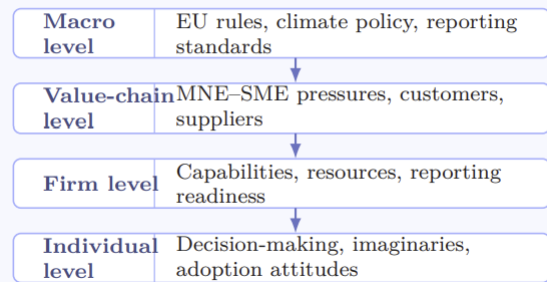 Macro level
EU rules, climate policy, reporting standards
Value-chain level
MNE–SME pressures, customers, suppliers
Firm level
Capabilities, resources, reporting readiness
Individual level
Decision-making, imaginaries, adoption attitudes